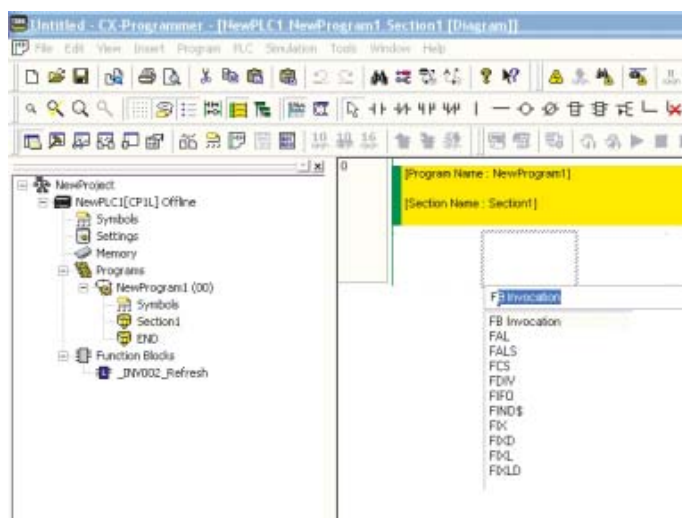 Untitled - CX-Programmer - [NewPLC1.NewProgram1.Section1 [Diagram]]
File Edit View Insert Program PLC Simulation Tools Window Help
NewProject
NewPLC1[CP1L] Offline
Symbols
Settings
Memory
Programs
NewProgram1 (00)
Symbols
Section1
END
Function Blocks
_INV002_Refresh
0
[Program Name : NewProgram1]
[Section Name : Section1]
FB Invocation
FB Invocation
FAL
FALS
FCS
FDIV
FIFO
FIND$
FIX
FIXD
FIXL
FIXLD